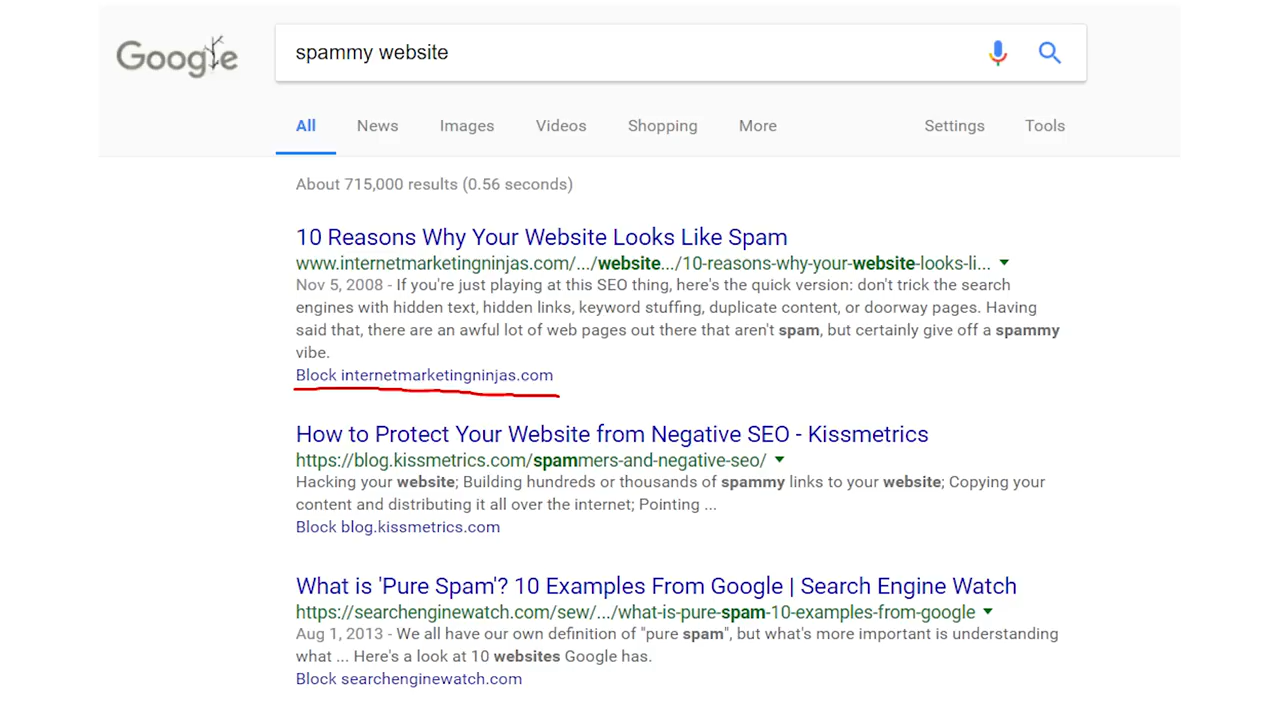 Google
spammy website
All News Images Videos Shopping More Settings Tools
About 715,000 results (0.56 seconds)
10 Reasons Why Your Website Looks Like Spam
www.internetmarketingninjas.com/.../website.../10-reasons-why-your-website-looks-li...
Nov 5, 2008 - If you're just playing at this SEO thing, here's the quick version: don't trick the search
engines with hidden text, hidden links, keyword stuffing, duplicate content, or doorway pages. Having
said that, there are an awful lot of web pages out there that aren't spam, but certainly give off a spammy
vibe.
Block internetmarketingninjas.com
How to Protect Your Website from Negative SEO - Kissmetrics
https://blog.kissmetrics.com/spammers-and-negative-seo/
Hacking your website; Building hundreds or thousands of spammy links to your website; Copying your
content and distributing it all over the internet; Pointing ...
Block blog.kissmetrics.com
What is 'Pure Spam'? 10 Examples From Google | Search Engine Watch
https://searchenginewatch.com/sew/.../what-is-pure-spam-10-examples-from-google
Aug 1, 2013 - We all have our own definition of "pure spam", but what's more important is understanding
what ... Here's a look at 10 websites Google has.
Block searchenginewatch.com